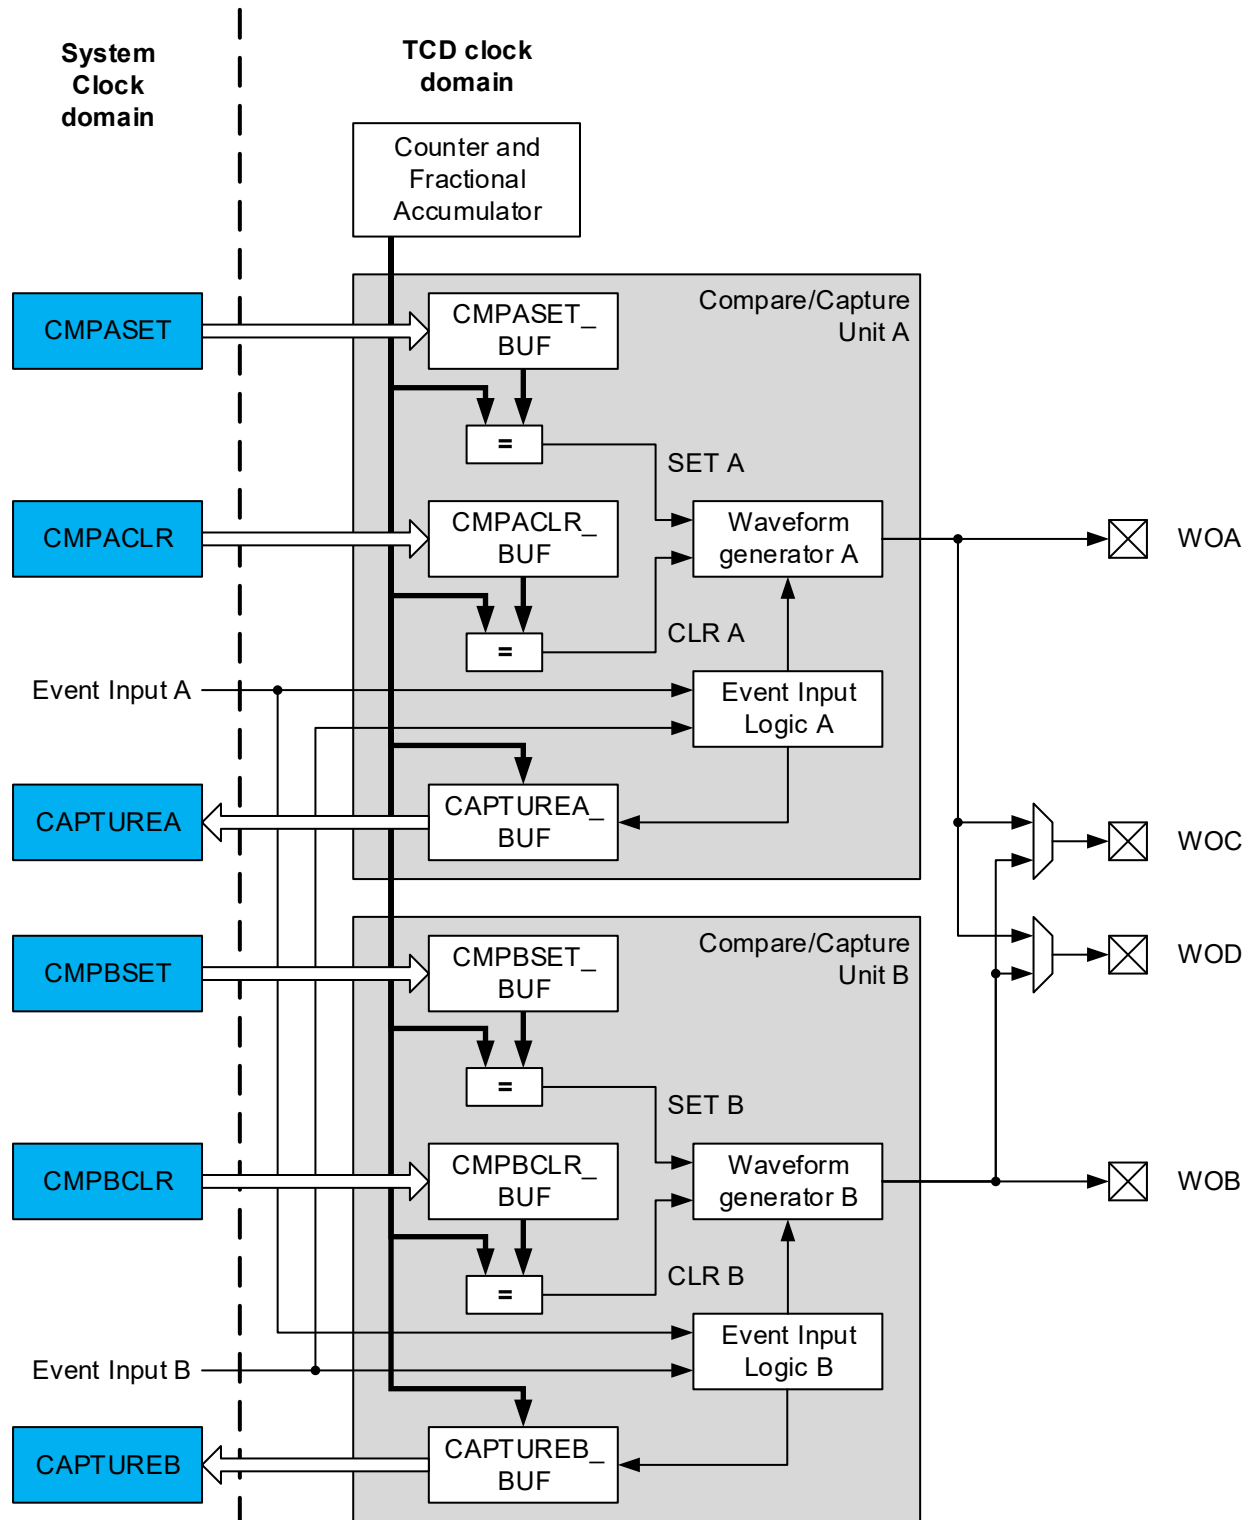 System
Clock
domain
TCD clock
domain
Counter and
Fractional
Accumulator
CMPASET
CMPASET_
BUF
Compare/Capture
Unit A
=
SET A
CMPACLR
CMPACLR_
BUF
Waveform
generator A
WOA
=
CLR A
Event Input A
Event Input
Logic A
CAPTUREA
CAPTUREA_
BUF
WOC
CMPBSET
CMPBSET_
BUF
Compare/Capture
Unit B
WOD
=
SET B
CMPBCLR
CMPBCLR_
BUF
Waveform
generator B
WOB
=
CLR B
Event Input B
Event Input
Logic B
CAPTUREB
CAPTUREB_
BUF